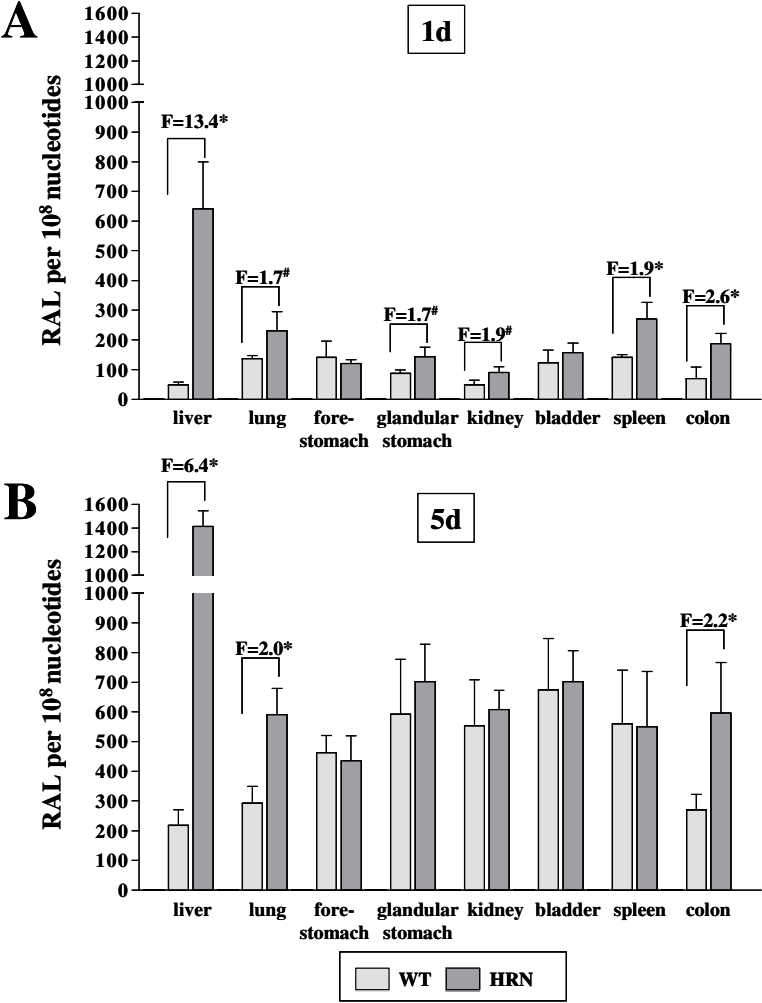 A
1d
RAL per 10⁸ nucleotides
1600
1400
1200
1000
1000
900
800
700
600
500
400
300
200
100
0
F=13.4*
F=1.7#
F=1.7#
F=1.9#
F=1.9*
F=2.6*
liver lung fore- glandular kidney bladder spleen colon
stomach stomach
B
5d
RAL per 10⁸ nucleotides
1600
1400
1200
1000
1000
900
800
700
600
500
400
300
200
100
0
F=6.4*
F=2.0*
F=2.2*
liver lung fore- glandular kidney bladder spleen colon
stomach stomach
WT HRN